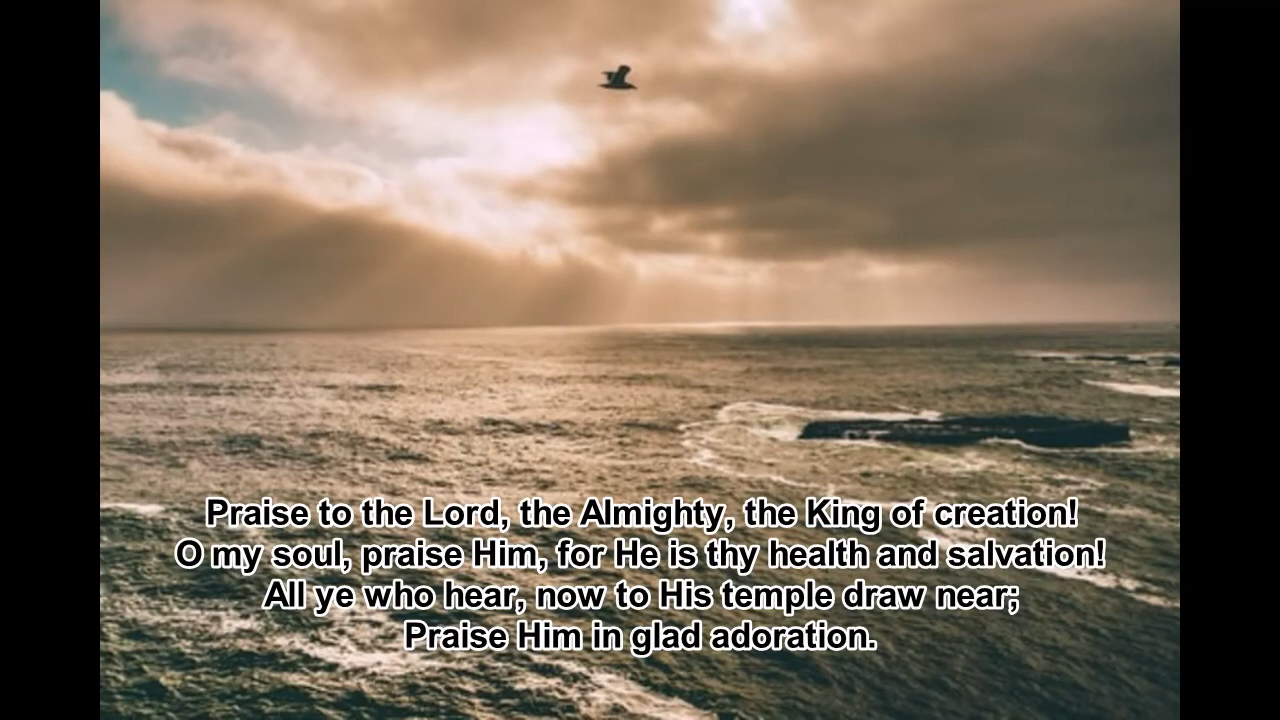 Praise to the Lord, the Almighty, the King of creation!
O my soul, praise Him, for He is thy health and salvation!
All ye who hear, now to His temple draw near;
Praise Him in glad adoration.